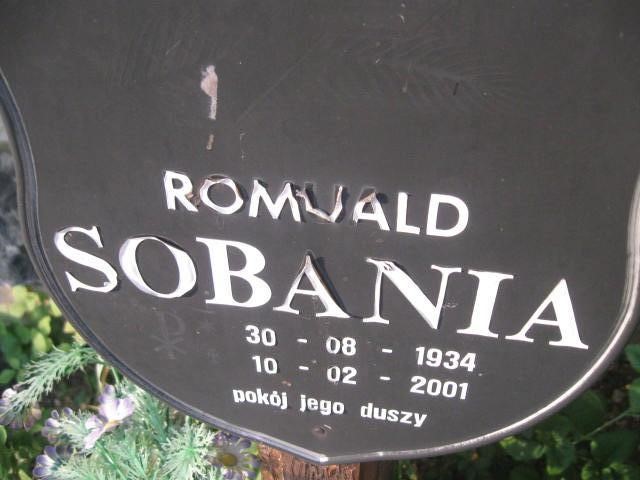 ROMUALD
SOBANIA
30 - 08 - 1934
10 - 02 - 2001
pokój jego duszy